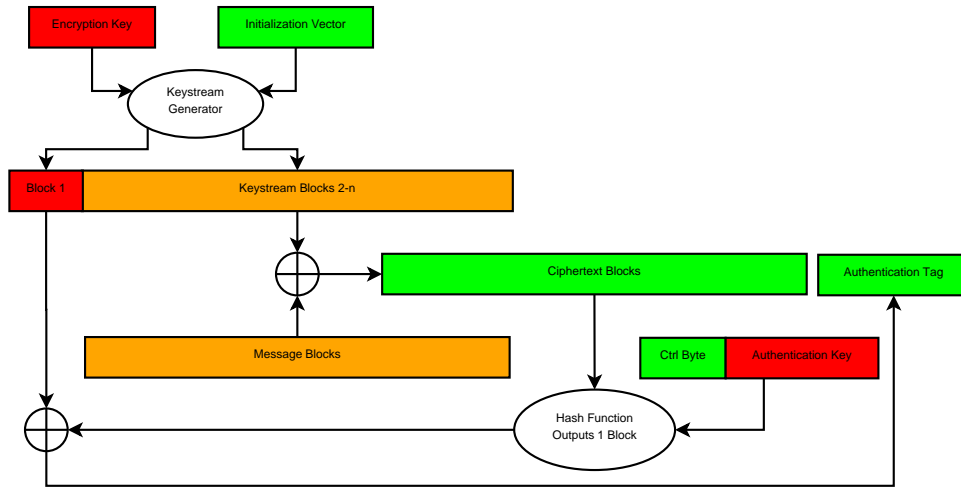 Encryption Key
Initialization Vector
Keystream
Generator
Block 1
Keystream Blocks 2-n
Ciphertext Blocks
Authentication Tag
Message Blocks
Ctrl Byte
Authentication Key
Hash Function
Outputs 1 Block